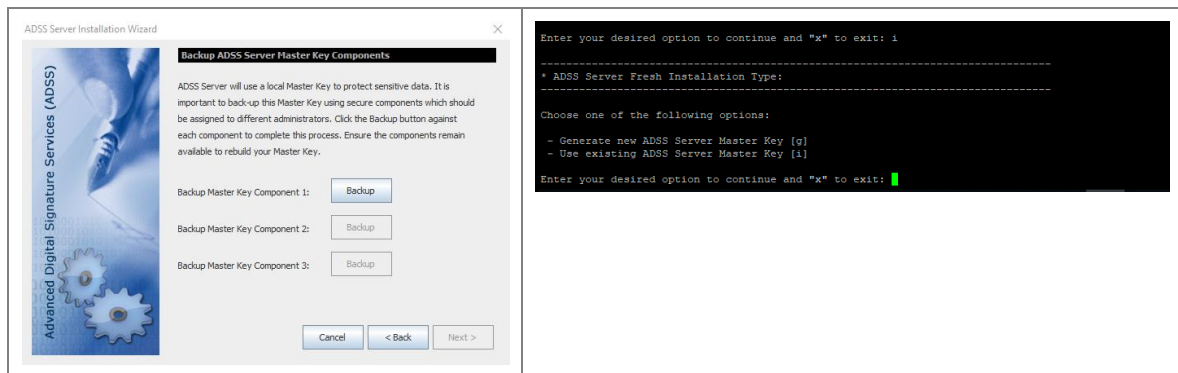 ADSS Server Installation Wizard
Advanced Digital Signature Services (ADSS)
Backup ADSS Server Master Key Components
ADSS Server will use a local Master Key to protect sensitive data. It is
important to back-up this Master Key using secure components which should
be assigned to different administrators. Click the Backup button against
each component to complete this process. Ensure the components remain
available to rebuild your Master Key.
Backup Master Key Component 1: Backup
Backup Master Key Component 2: Backup
Backup Master Key Component 3: Backup
Cancel < Back Next >
Enter your desired option to continue and "x" to exit: i
--------------------------------------------------------------------------------
* ADSS Server Fresh Installation Type:
--------------------------------------------------------------------------------
Choose one of the following options:
- Generate new ADSS Server Master Key [g]
- Use existing ADSS Server Master Key [i]
Enter your desired option to continue and "x" to exit: